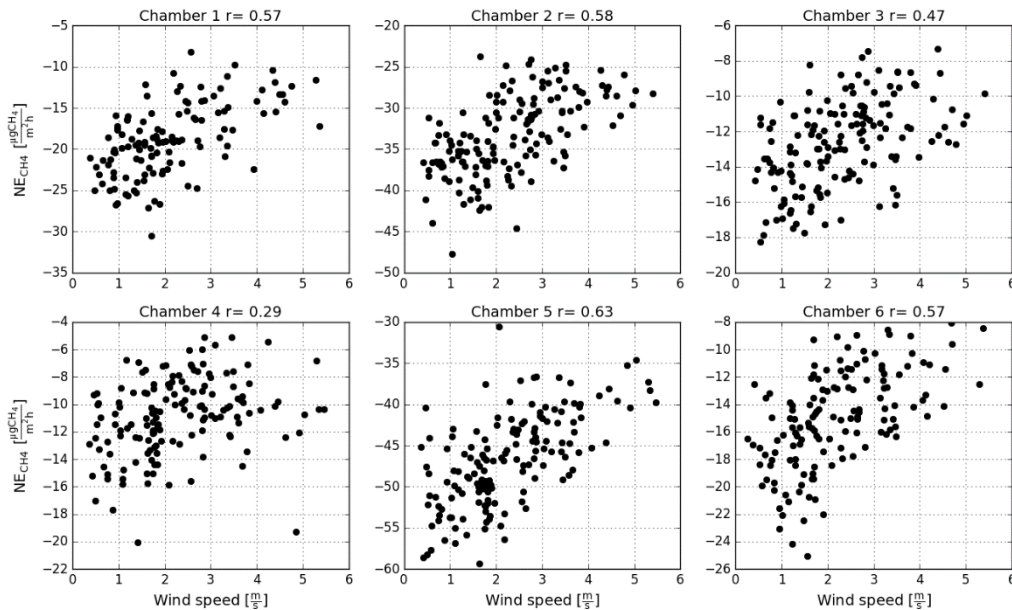 Chamber 1 r= 0.57
Chamber 2 r= 0.58
Chamber 3 r= 0.47
NE_CH4 [µgCH₄/m²h]
−5
−10
−15
−20
−25
−30
−35
0 1 2 3 4 5 6
−20
−25
−30
−35
−40
−45
−50
0 1 2 3 4 5 6
−6
−8
−10
−12
−14
−16
−18
−20
0 1 2 3 4 5 6
Chamber 4 r= 0.29
Chamber 5 r= 0.63
Chamber 6 r= 0.57
NE_CH4 [µgCH₄/m²h]
−4
−6
−8
−10
−12
−14
−16
−18
−20
−22
0 1 2 3 4 5 6
−30
−35
−40
−45
−50
−55
−60
0 1 2 3 4 5 6
−8
−10
−12
−14
−16
−18
−20
−22
−24
−26
0 1 2 3 4 5 6
Wind speed [m/s]
Wind speed [m/s]
Wind speed [m/s]